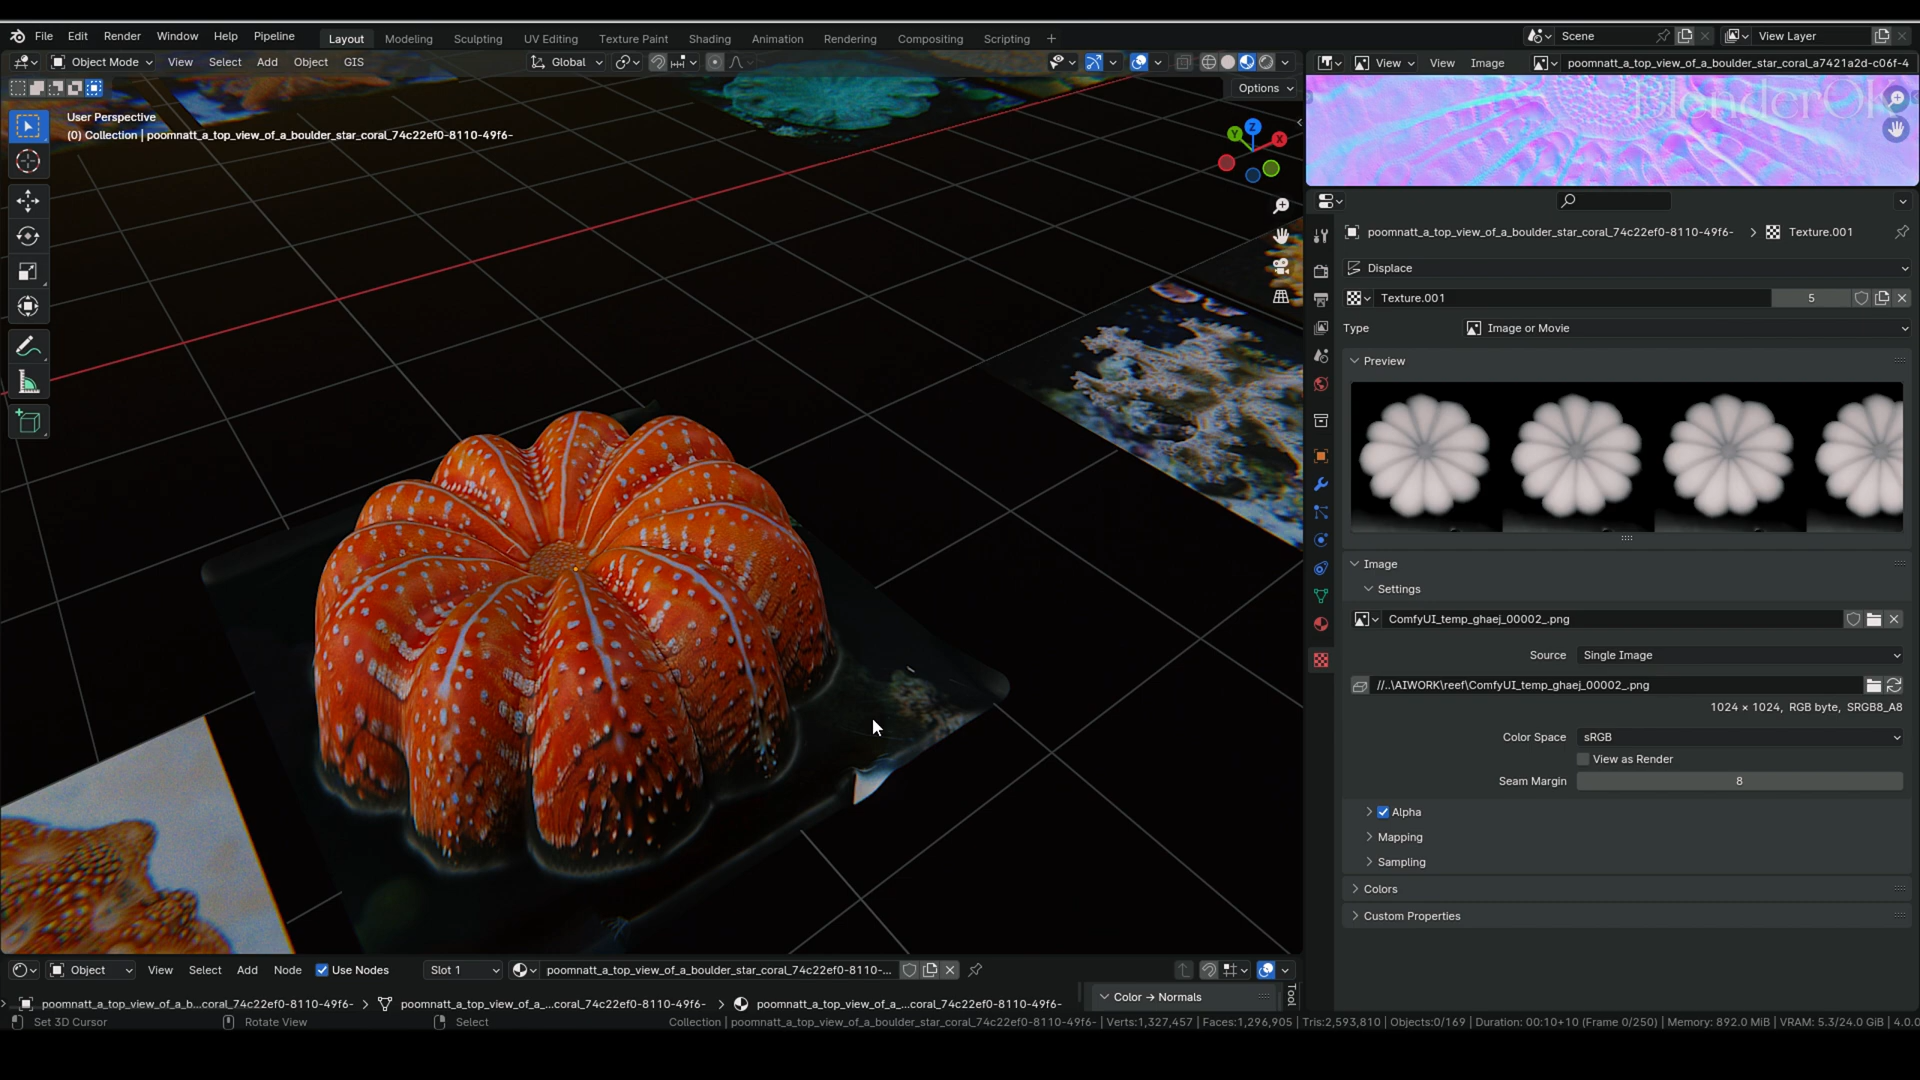 File Edit Render Window Help Pipeline Layout Modeling Sculpting UV Editing Texture Paint Shading Animation Rendering Compositing Scripting + Scene View Layer
Object Mode View Select Add Object GIS Global View View Image poomnatt_a_top_view_of_a_boulder_star_coral_a7421a2d-c06f-4
Options
User Perspective
(0) Collection | poomnatt_a_top_view_of_a_boulder_star_coral_74c22ef0-8110-49f6-
Z
Y
X
poomnatt_a_top_view_of_a_boulder_star_coral_74c22ef0-8110-49f6- > Texture.001
Displace
Texture.001 5
Type Image or Movie
Preview
Image
Settings
ComfyUI_temp_ghaej_00002_.png
Source Single Image
//..\AIWORK\reef\ComfyUI_temp_ghaej_00002_.png
1024 × 1024, RGB byte, SRGB8_A8
Color Space sRGB
View as Render
Seam Margin 8
Alpha
Mapping
Sampling
Colors
Custom Properties
Object View Select Add Node Use Nodes Slot 1 poomnatt_a_top_view_of_a_boulder_star_coral_74c22ef0-8110-...
poomnatt_a_top_view_of_a_b...coral_74c22ef0-8110-49f6- > poomnatt_a_top_view_of_a_...coral_74c22ef0-8110-49f6- > poomnatt_a_top_view_of_a_...coral_74c22ef0-8110-49f6-
Color → Normals
Tool
Set 3D Cursor Rotate View Select Collection | poomnatt_a_top_view_of_a_boulder_star_coral_74c22ef0-8110-49f6- | Verts:1,327,457 | Faces:1,296,905 | Tris:2,593,810 | Objects:0/169 | Duration: 00:10+10 (Frame 0/250) | Memory: 892.0 MiB | VRAM: 5.3/24.0 GiB | 4.0.0